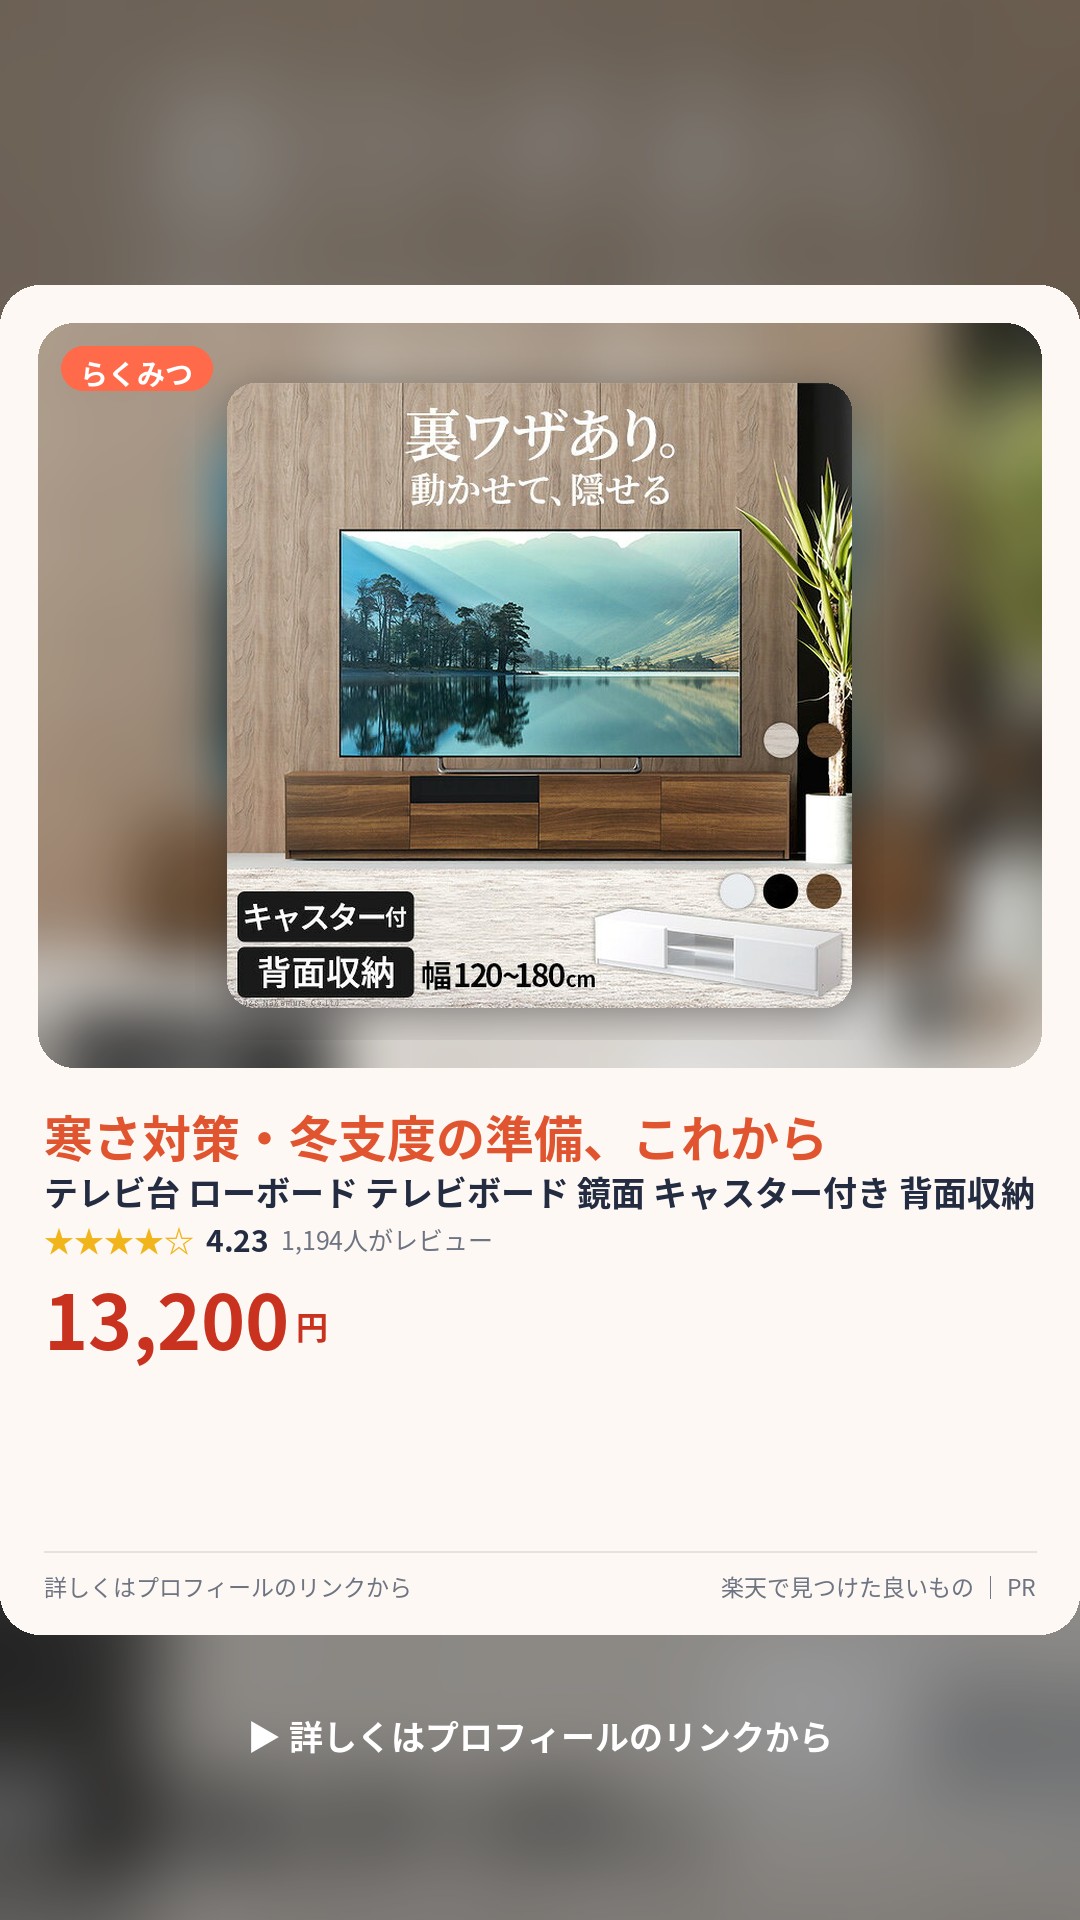 らくみつ
裏ワザあり。
動かせて、隠せる
キャスター付
背面収納
幅120~180cm
寒さ対策・冬支度の準備、これから
テレビ台 ローボード テレビボード 鏡面 キャスター付き 背面収納
★★★★☆ 4.23 1,194人がレビュー
13,200円
詳しくはプロフィールのリンクから
楽天で見つけた良いもの｜PR
▶ 詳しくはプロフィールのリンクから